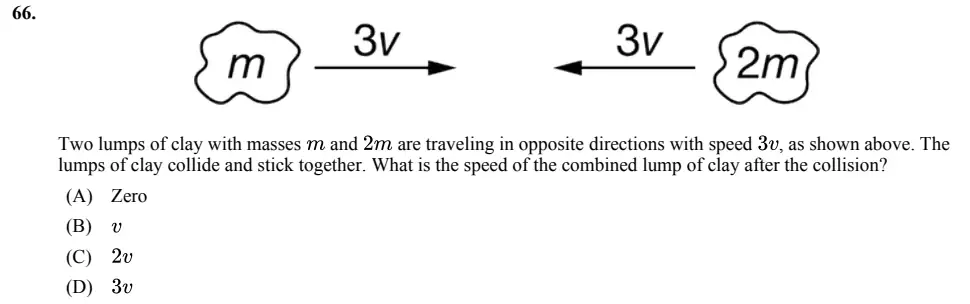 66.
m 3v 3v 2m
Two lumps of clay with masses m and 2m are traveling in opposite directions with speed 3v, as shown above. The
lumps of clay collide and stick together. What is the speed of the combined lump of clay after the collision?
(A) Zero
(B) v
(C) 2v
(D) 3v